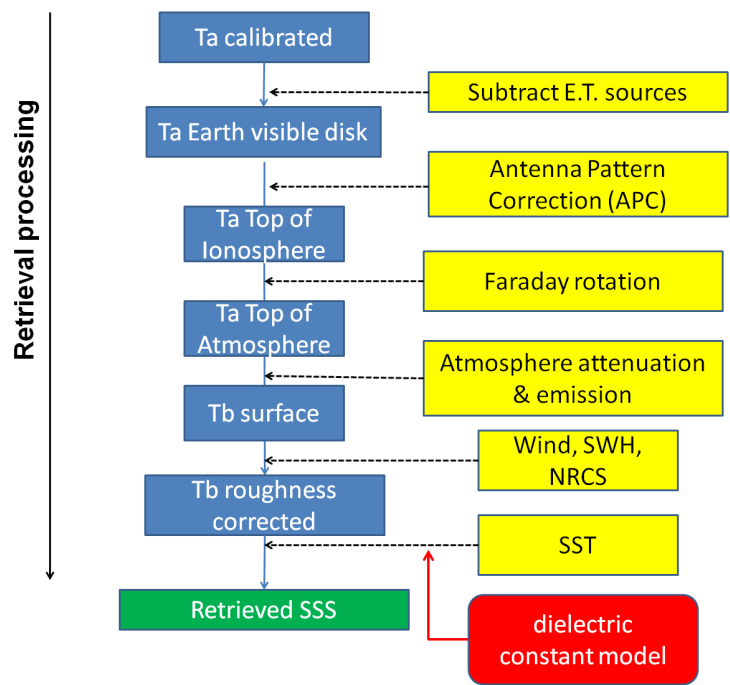 Retrieval processing
Ta calibrated
Subtract E.T. sources
Ta Earth visible disk
Antenna Pattern
Correction (APC)
Ta Top of
Ionosphere
Faraday rotation
Ta Top of
Atmosphere
Atmosphere attenuation
& emission
Tb surface
Wind, SWH,
NRCS
Tb roughness
corrected
SST
Retrieved SSS
dielectric
constant model